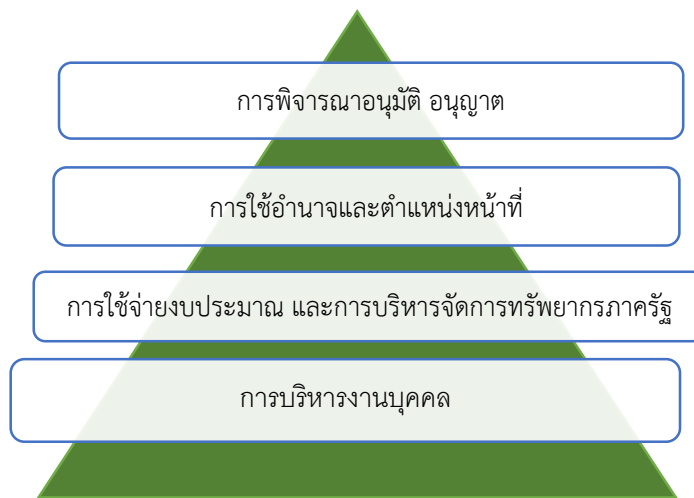 การพิจารณาอนุมัติ อนุญาต
การใช้อำนาจและตำแหน่งหน้าที่
การใช้จ่ายงบประมาณ และการบริหารจัดการทรัพยากรภาครัฐ
การบริหารงานบุคคล